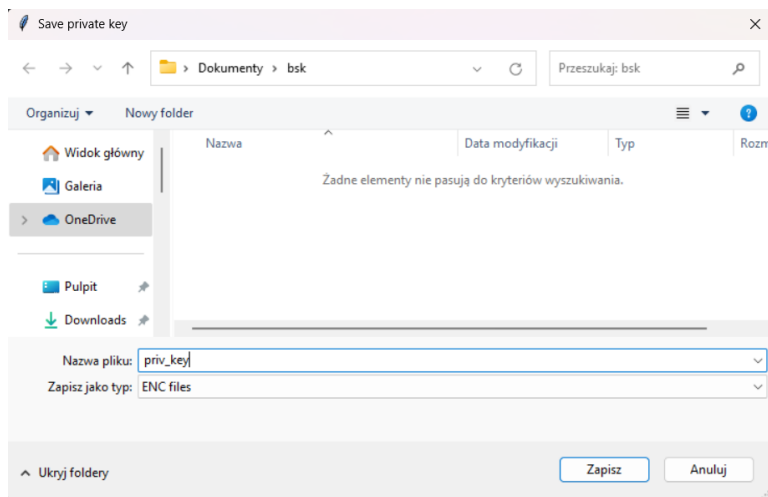 Save private key
Dokumenty > bsk
Przeszukaj: bsk
Organizuj
Nowy folder
Nazwa
Data modyfikacji
Typ
Rozm
Widok główny
Galeria
OneDrive
Pulpit
Downloads
Żadne elementy nie pasują do kryteriów wyszukiwania.
Nazwa pliku: priv_key
Zapisz jako typ: ENC files
Ukryj foldery
Zapisz
Anuluj